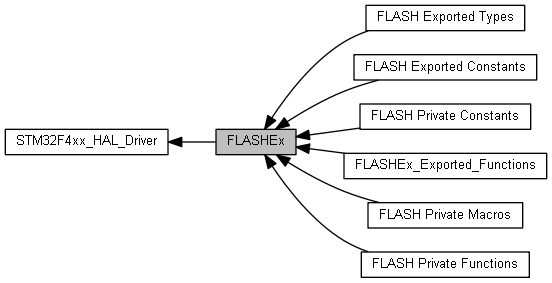 FLASH Exported Types
FLASH Exported Constants
FLASH Private Constants
STM32F4xx_HAL_Driver
FLASHEx
FLASHEx_Exported_Functions
FLASH Private Macros
FLASH Private Functions